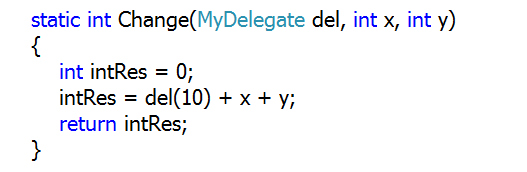 static int Change(MyDelegate del, int x, int y)
{
int intRes = 0;
intRes = del(10) + x + y;
return intRes;
}